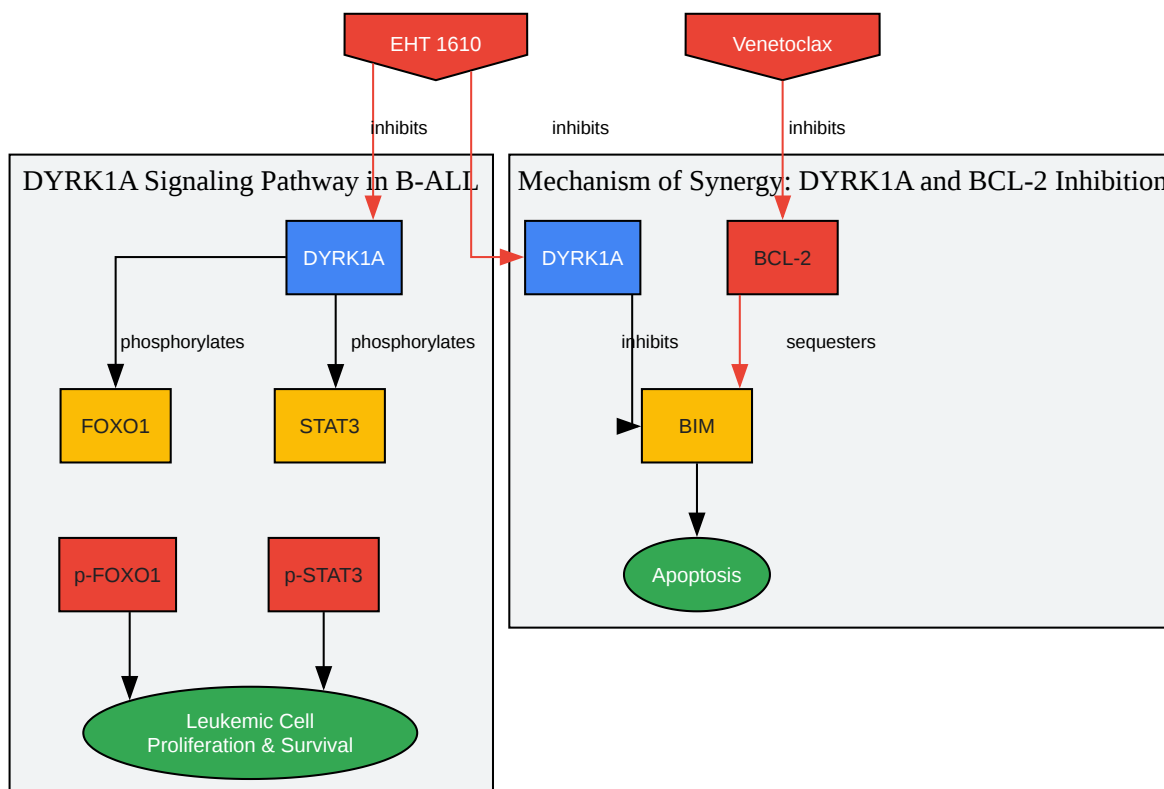 EHT 1610
Venetoclax
inhibits
inhibits
inhibits
DYRK1A Signaling Pathway in B-ALL
Mechanism of Synergy: DYRK1A and BCL-2 Inhibition
DYRK1A
DYRK1A
BCL-2
phosphorylates
phosphorylates
inhibits
sequesters
FOXO1
STAT3
BIM
p-FOXO1
p-STAT3
Apoptosis
Leukemic Cell
Proliferation & Survival